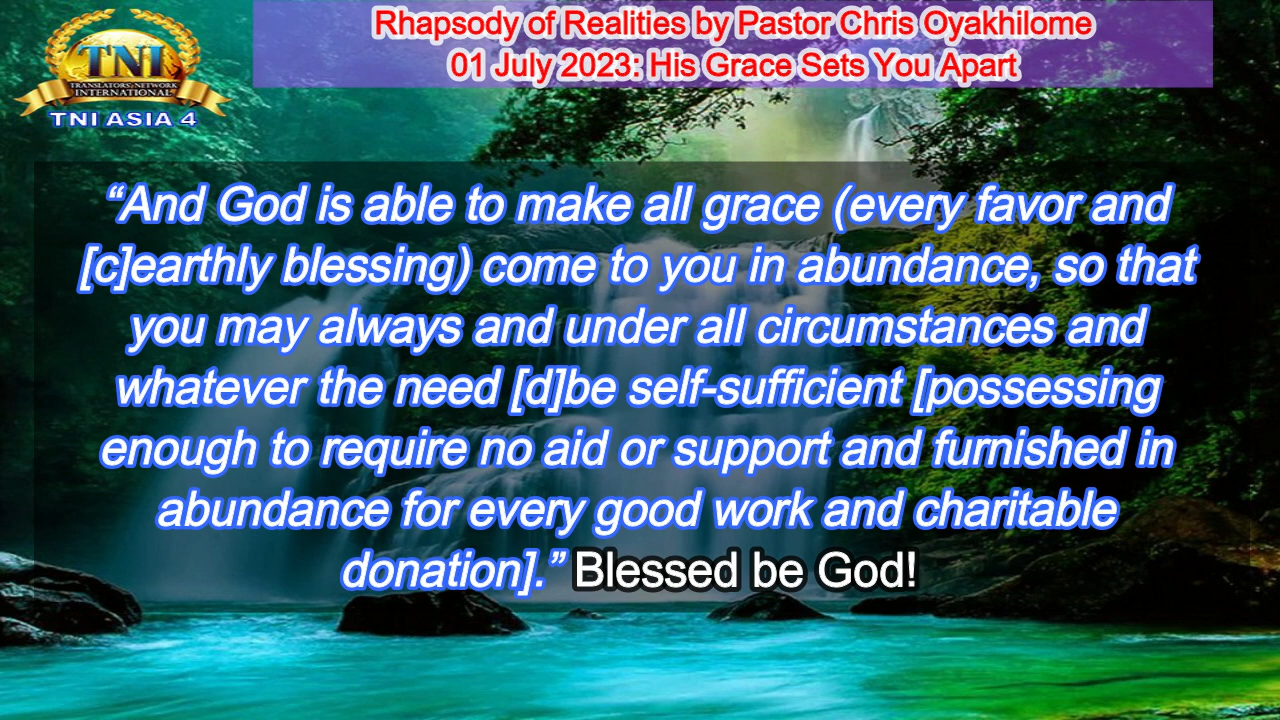 Rhapsody of Realities by Pastor Chris Oyakhilome
01 July 2023: His Grace Sets You Apart
TNI
TRANSLATORS NETWORK
INTERNATIONAL
TNI ASIA 4
“And God is able to make all grace (every favor and
[c]earthly blessing) come to you in abundance, so that
you may always and under all circumstances and
whatever the need [d]be self-sufficient [possessing
enough to require no aid or support and furnished in
abundance for every good work and charitable
donation].” Blessed be God!